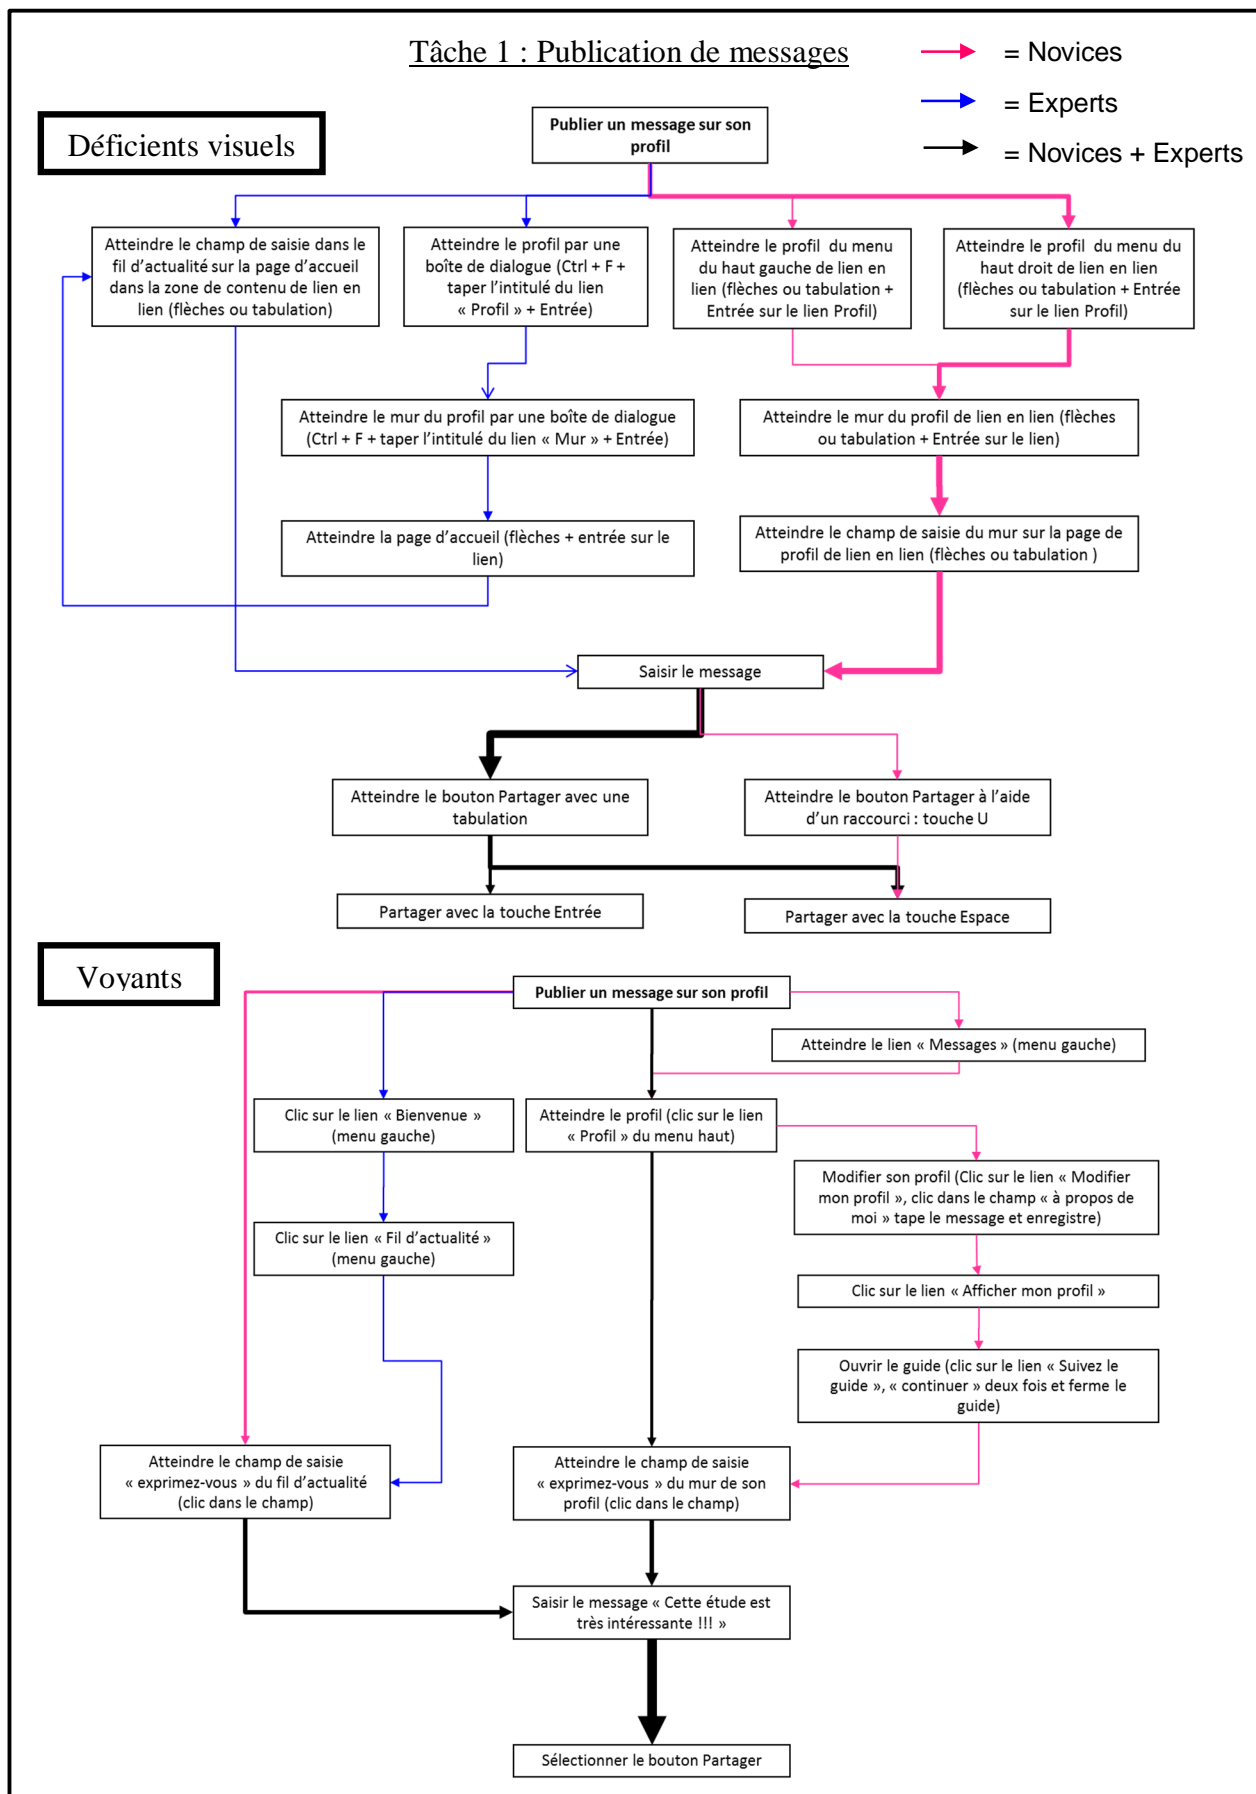 Tâche 1 : Publication de messages
= Novices
= Experts
= Novices + Experts
Déficients visuels
Publier un message sur son
profil
Atteindre le champ de saisie dans le
fil d’actualité sur la page d’accueil
dans la zone de contenu de lien en
lien (flèches ou tabulation)
Atteindre le profil par une
boîte de dialogue (Ctrl + F +
taper l’intitulé du lien
« Profil » + Entrée)
Atteindre le profil du menu
du haut gauche de lien en
lien (flèches ou tabulation +
Entrée sur le lien Profil)
Atteindre le profil du menu du
haut droit de lien en lien
(flèches ou tabulation + Entrée
sur le lien Profil)
Atteindre le mur du profil par une boîte de dialogue
(Ctrl + F + taper l’intitulé du lien « Mur » + Entrée)
Atteindre le mur du profil de lien en lien (flèches
ou tabulation + Entrée sur le lien)
Atteindre la page d’accueil (flèches + entrée sur le
lien)
Atteindre le champ de saisie du mur sur la page de
profil de lien en lien (flèches ou tabulation )
Saisir le message
Atteindre le bouton Partager avec une
tabulation
Atteindre le bouton Partager à l’aide
d’un raccourci : touche U
Partager avec la touche Entrée
Partager avec la touche Espace
Voyants
Publier un message sur son profil
Atteindre le lien « Messages » (menu gauche)
Clic sur le lien « Bienvenue »
(menu gauche)
Atteindre le profil (clic sur le lien
« Profil » du menu haut)
Modifier son profil (Clic sur le lien « Modifier
mon profil », clic dans le champ « à propos de
moi » tape le message et enregistre)
Clic sur le lien « Fil d’actualité »
(menu gauche)
Clic sur le lien « Afficher mon profil »
Ouvrir le guide (clic sur le lien « Suivez le
guide », « continuer » deux fois et ferme le
guide)
Atteindre le champ de saisie
« exprimez-vous » du fil d’actualité
(clic dans le champ)
Atteindre le champ de saisie
« exprimez-vous » du mur de son
profil (clic dans le champ)
Saisir le message « Cette étude est
très intéressante !!! »
Sélectionner le bouton Partager